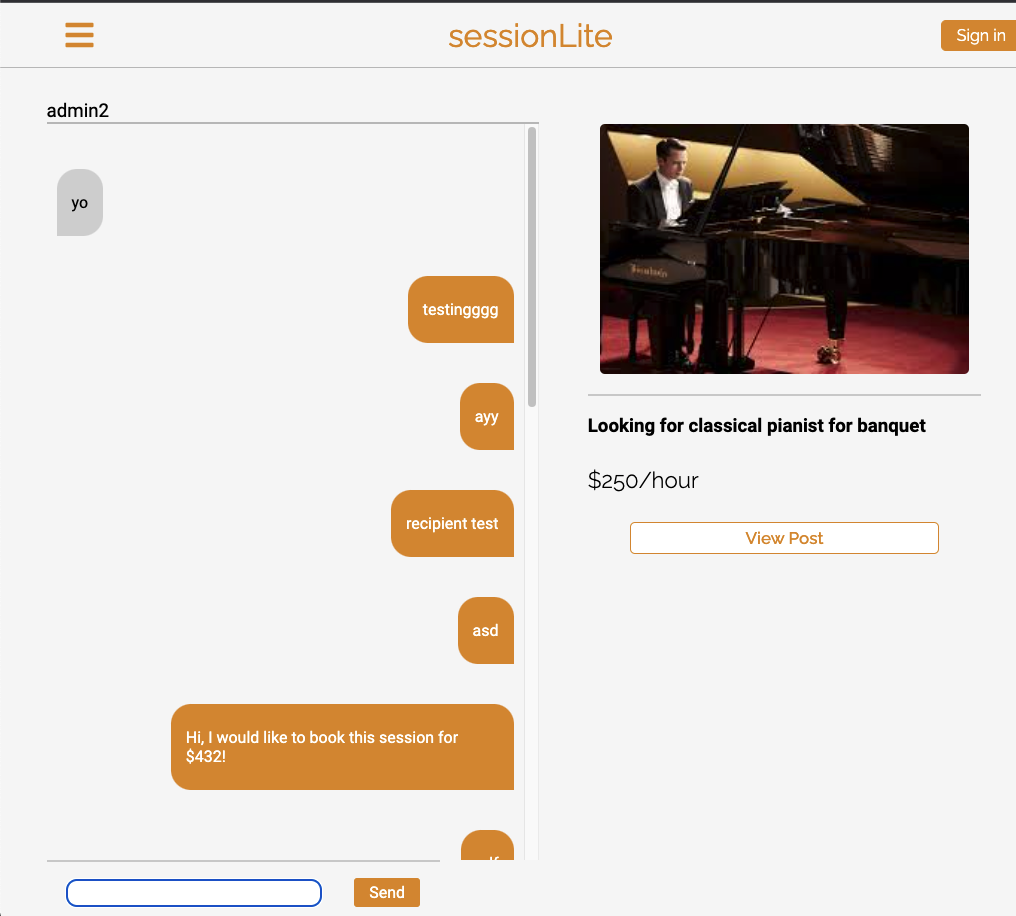 sessionLite
Sign in
admin2
yo
testingggg
ayy
recipient test
asd
Hi, I would like to book this session for
$432!
Send
Looking for classical pianist for banquet
$250/hour
View Post